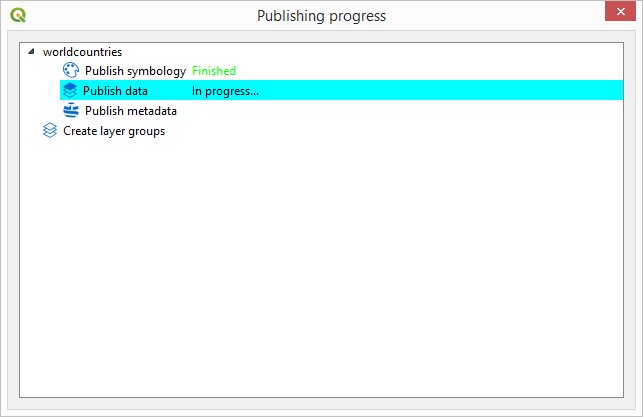 Publishing progress
worldcountries
Publish symbology Finished
Publish data In progress...
Publish metadata
Create layer groups